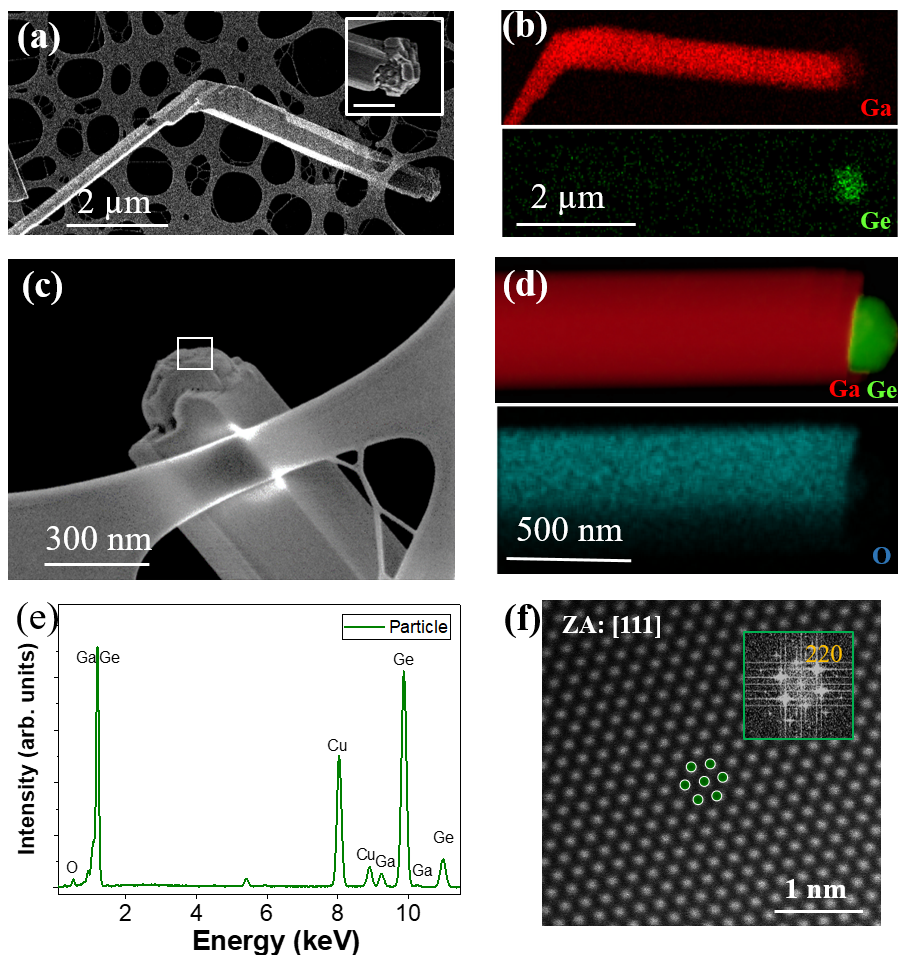 (a)
2 µm
(b)
Ga
2 µm
Ge
(c)
300 nm
(d)
Ga Ge
500 nm
O
(e)
Particle
Intensity (arb. units)
Ga Ge
Ge
Cu
O
Cu
Ga
Ga
Ge
2 4 6 8 10
Energy (keV)
(f)
ZA: [111]
220
1 nm